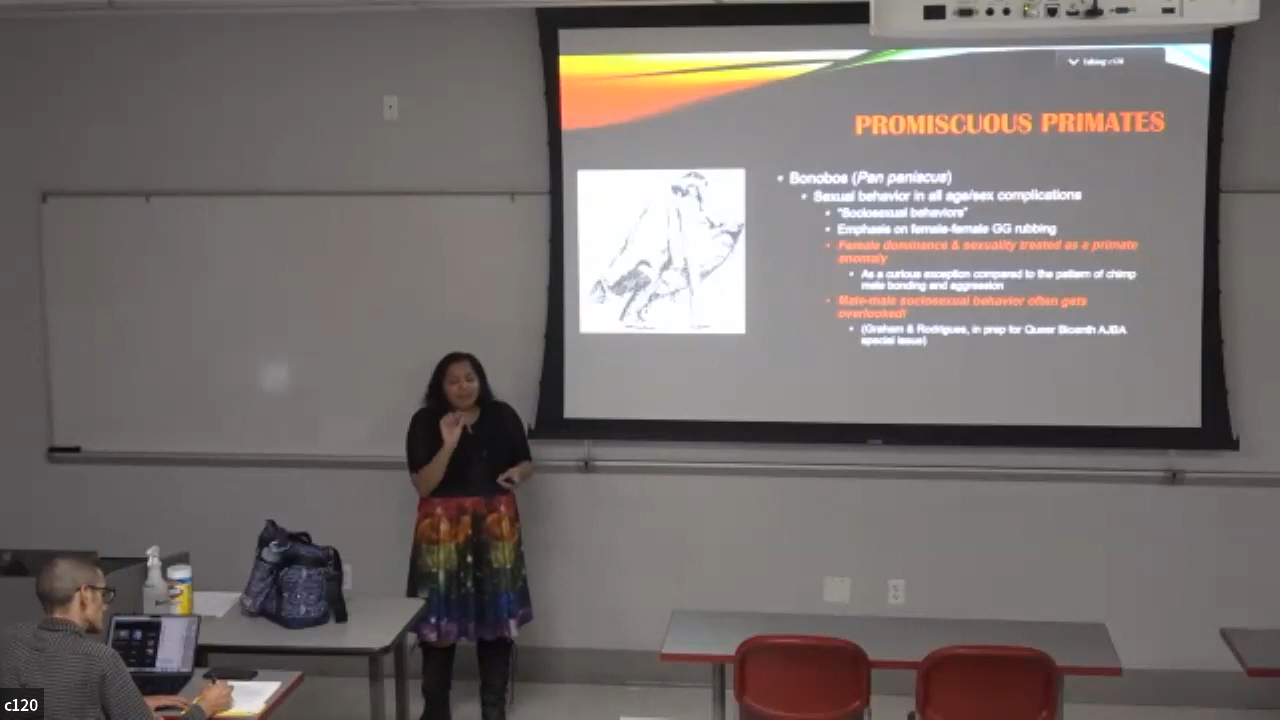 Talking: c120
PROMISCUOUS PRIMATES
• Bonobos (Pan paniscus)
• Sexual behavior in all age/sex complications
• "Sociosexual behaviors"
• Emphasis on female-female GG rubbing
• Female dominance & sexuality treated as a primate
anomaly
• As a curious exception compared to the pattern of chimp
male bonding and aggression
• Male-male sociosexual behavior often gets
overlooked!
• (Graham & Rodrigues, in prep for Queer Bioanth AJBA
special issue)
c120